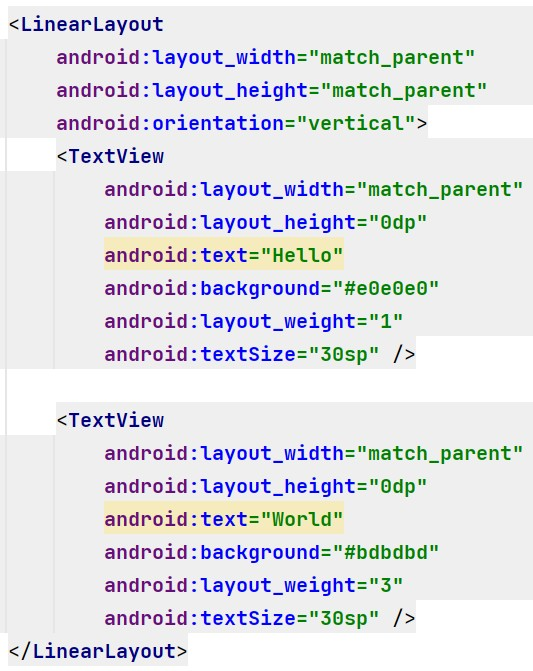 <LinearLayout
android:layout_width="match_parent"
android:layout_height="match_parent"
android:orientation="vertical">
<TextView
android:layout_width="match_parent"
android:layout_height="0dp"
android:text="Hello"
android:background="#e0e0e0"
android:layout_weight="1"
android:textSize="30sp" />
<TextView
android:layout_width="match_parent"
android:layout_height="0dp"
android:text="World"
android:background="#bdbdbd"
android:layout_weight="3"
android:textSize="30sp" />
</LinearLayout>